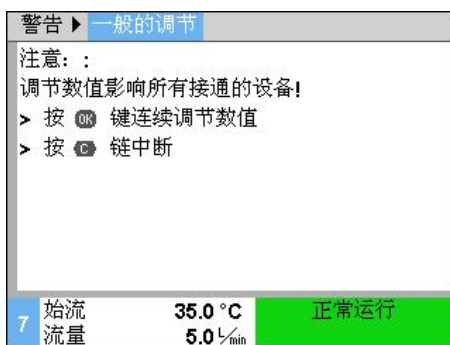 警告 ▶ 一般的调节
注意: :
调节数值影响所有接通的设备!
> 按 OK 键连续调节数值
> 按 C 链中断
7 始流 35.0 °C 正常运行
流量 5.0 l/min